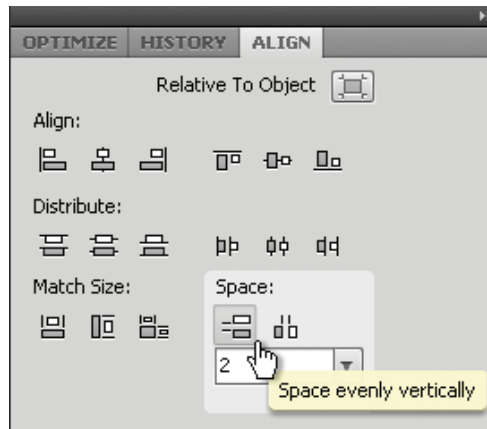 OPTIMIZE HISTORY ALIGN
Relative To Object
Align:
Distribute:
Match Size: Space:
2
Space evenly vertically